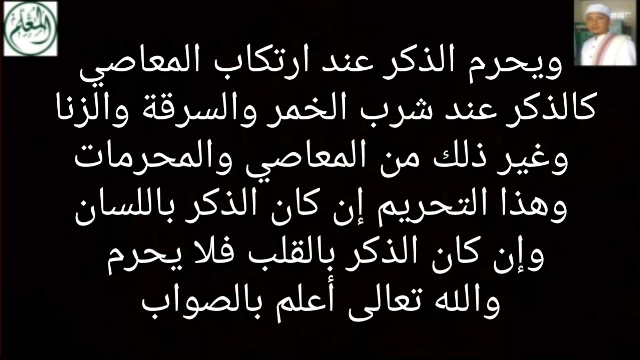 المعلم
ويحرم الذكر عند ارتكاب المعاصي
كالذكر عند شرب الخمر والسرقة والزنا
وغير ذلك من المعاصي والمحرمات
وهذا التحريم إن كان الذكر باللسان
وإن كان الذكر بالقلب فلا يحرم
والله تعالى أعلم بالصواب